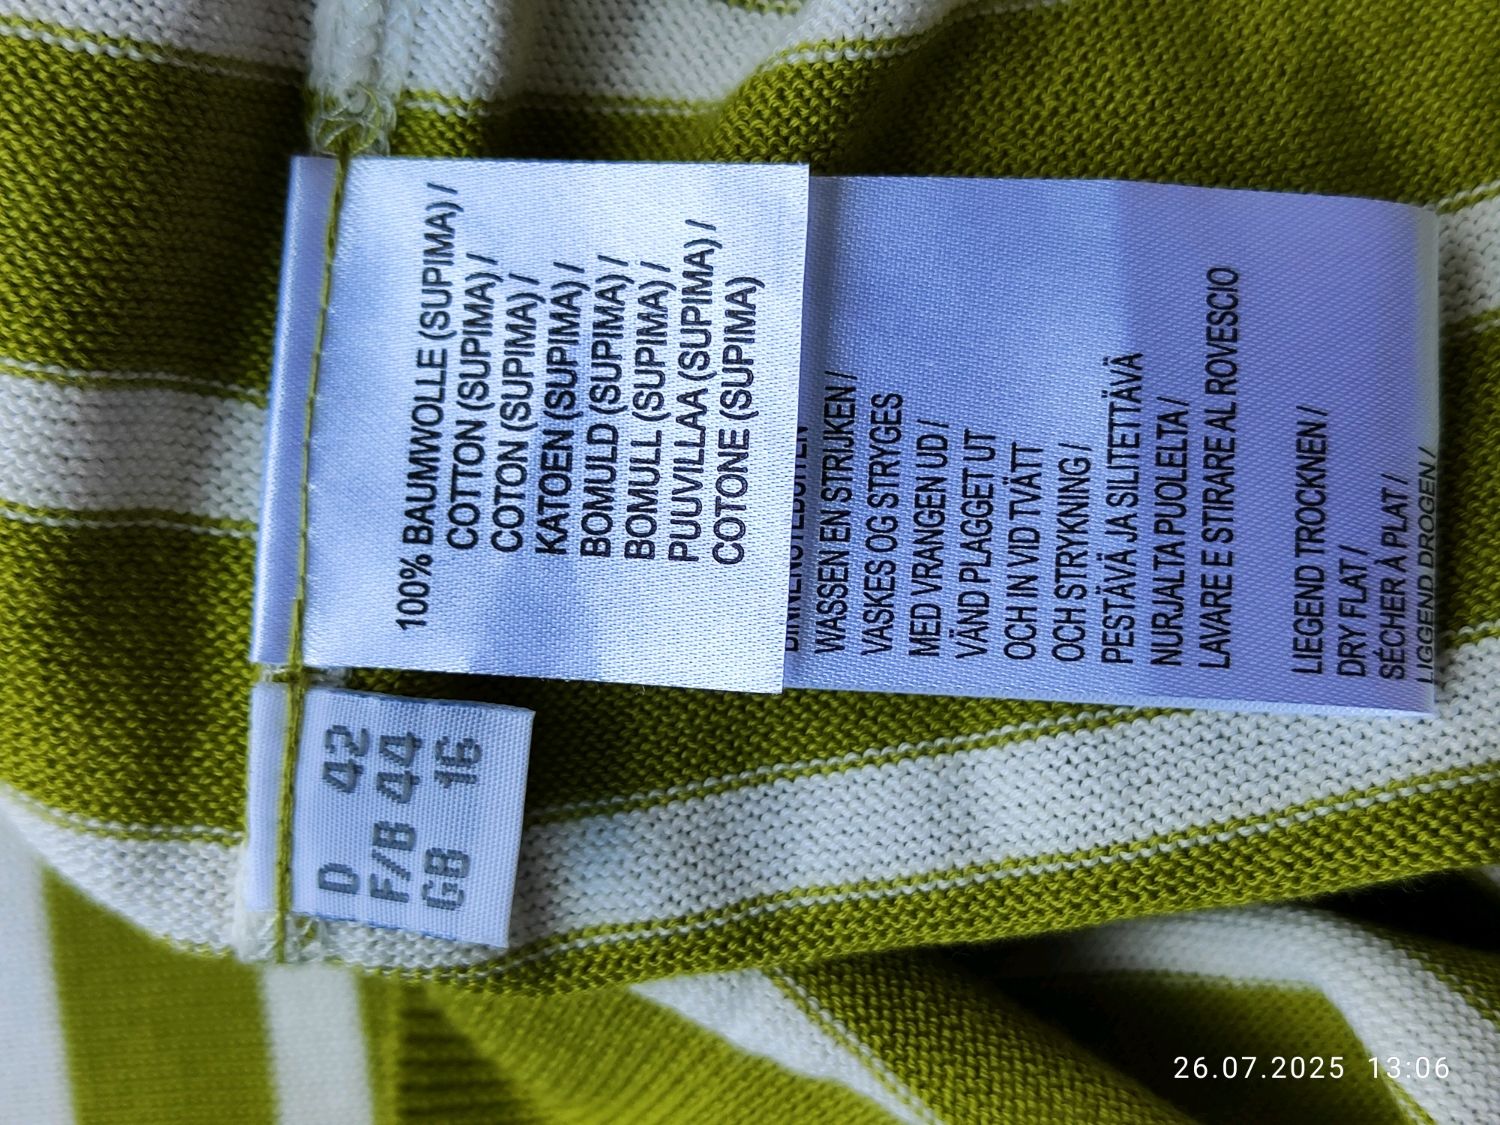 100% BAUMWOLLE (SUPIMA) /
COTTON (SUPIMA) /
COTON (SUPIMA) /
KATOEN (SUPIMA) /
BOMULD (SUPIMA) /
BOMULL (SUPIMA) /
PUUVILLAA (SUPIMA) /
COTONE (SUPIMA)
WASSEN EN STRIJKEN /
VASKES OG STRYGES
MED VRANGEN UD /
VÄND PLAGGET UT
OCH IN VID TVÄTT
OCH STRYKNING /
PESTÄVÄ JA SILITETTÄVÄ
NURJALTA PUOLELTA /
LAVARE E STIRARE AL ROVESCIO
LIEGEND TROCKNEN /
DRY FLAT /
SÉCHER À PLAT /
LIGGEND DROGEN /
D 42
F/B 44
GB 16
26.07.2025 13:06